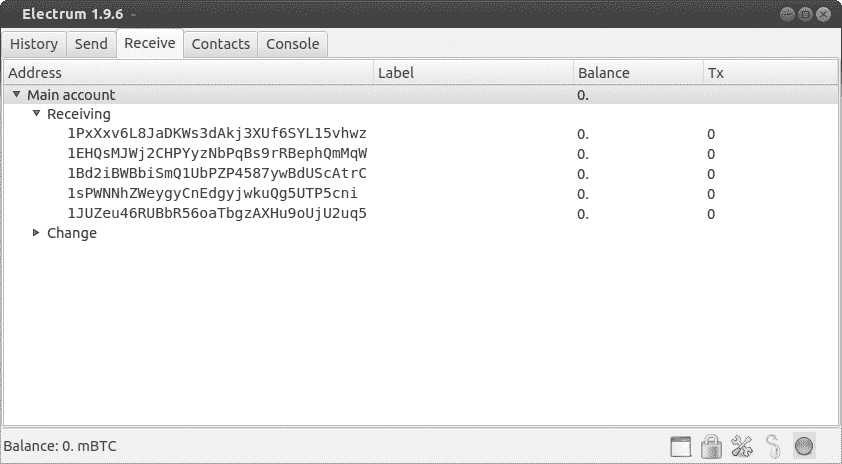 Electrum 1.9.6 -
History Send Receive Contacts Console
Address Label Balance Tx
Main account 0.
Receiving
1PxXxv6L8JaDKWs3dAkj3XUf6SYL15vhwz 0. 0
1EHQsMJWj2CHPYyzNbPqBs9rRBephQmMqW 0. 0
1Bd2iBWBbiSmQ1UbPZP4587ywBdUScAtrC 0. 0
1sPWNNhZWeygyCnEdgyjwkuQg5UTP5cni 0. 0
1JUZeu46RUBbR56oaTbgzAXHu9oUjU2uq5 0. 0
Change
Balance: 0. mBTC